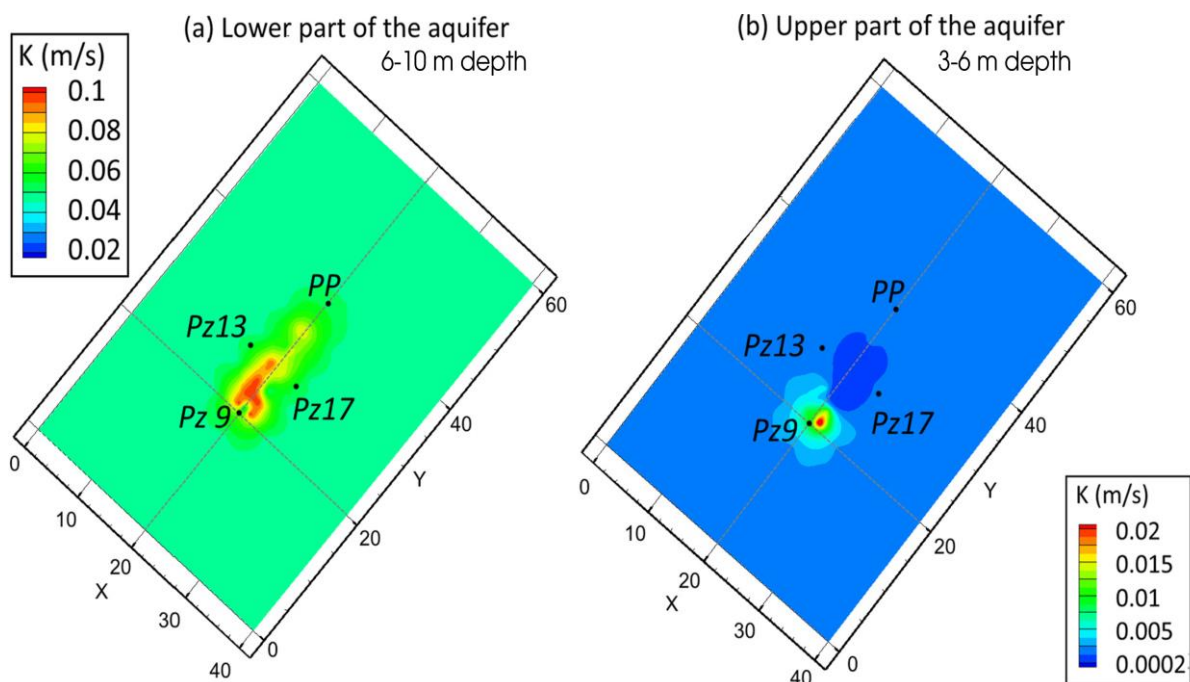 (a) Lower part of the aquifer
6-10 m depth
K (m/s)
0.1
0.08
0.06
0.04
0.02
PP
Pz13
Pz17
Pz 9
0
10
20
30
40
X
0
20
40
60
Y
(b) Upper part of the aquifer
3-6 m depth
PP
Pz13
Pz17
Pz9
0
10
20
30
40
X
0
20
40
60
Y
K (m/s)
0.02
0.015
0.01
0.005
0.0002